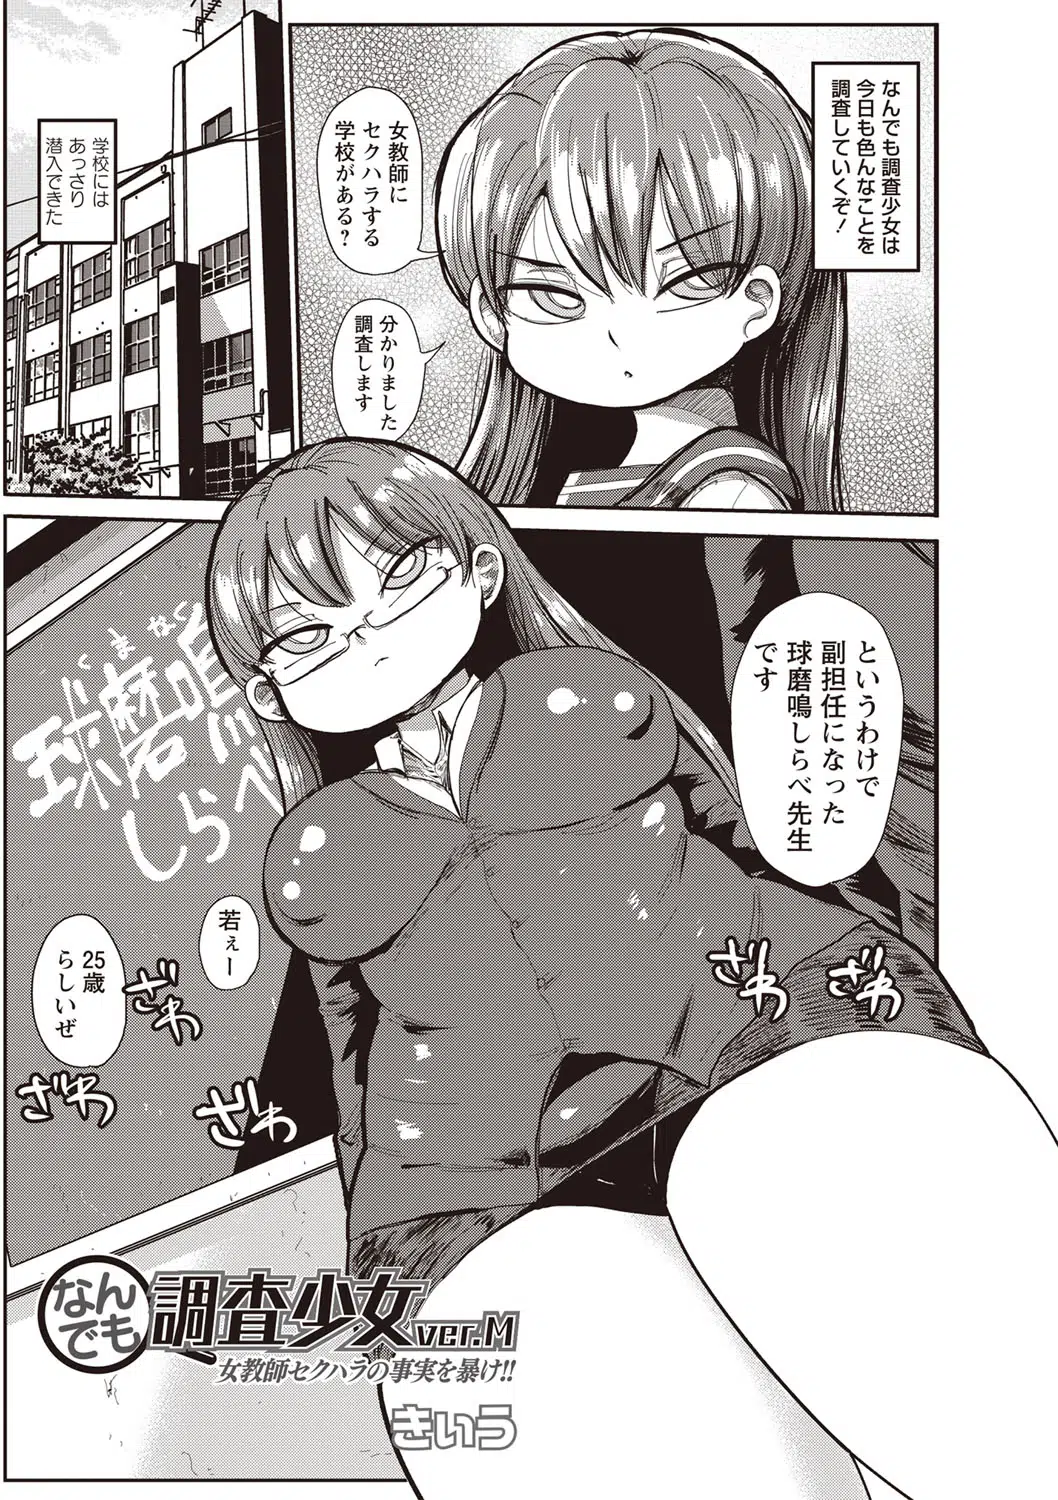 なんでも調査少女は
今日も色んなことを
調査していくぞ！
女教師に
セクハラする
学校がある？
分かりました
調査します
学校には
あっさり
潜入できた
というわけで
副担任になった
球磨鳴しらべ先生
です
くまなく
球磨鳴
しらべ
若ぇー
25歳
らしいぜ
ざわ
ざわ
ざわ
ざわ
ざわ
なんでも調査少女ver.M
女教師セクハラの事実を暴け!!
きぃう